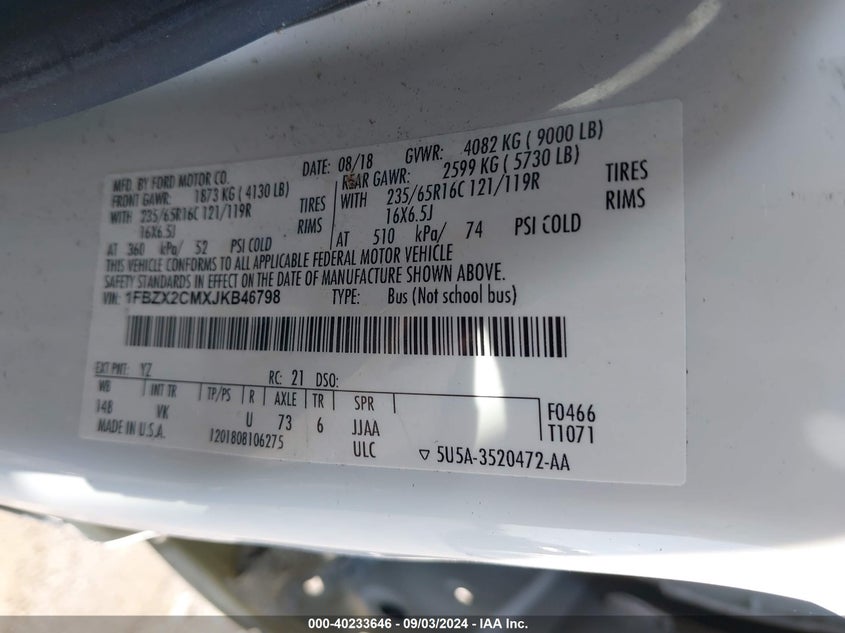 MFD. BY FORD MOTOR CO.
FRONT GAWR: 1873 KG ( 4130 LB)
WITH 235/65R16C 121/119R TIRES
16X6.5J RIMS
AT 360 kPa/ 52 PSI COLD
DATE: 08/18 GVWR: 4082 KG ( 9000 LB)
REAR GAWR: 2599 KG ( 5730 LB)
WITH 235/65R16C 121/119R TIRES
16X6.5J RIMS
AT 510 kPa/ 74 PSI COLD
THIS VEHICLE CONFORMS TO ALL APPLICABLE FEDERAL MOTOR VEHICLE
SAFETY STANDARDS IN EFFECT ON THE DATE OF MANUFACTURE SHOWN ABOVE.
VIN: 1FBZX2CMXJKB46798 TYPE: Bus (Not school bus)
EXT PNT: YZ RC: 21 DSO:
WB INT TR TP/PS R AXLE TR SPR
148 VK U 73 6 JJAA F0466
MADE IN U.S.A. 1201808106275 ULC T1071
5U5A-3520472-AA
000-40233646 - 09/03/2024 - IAA Inc.